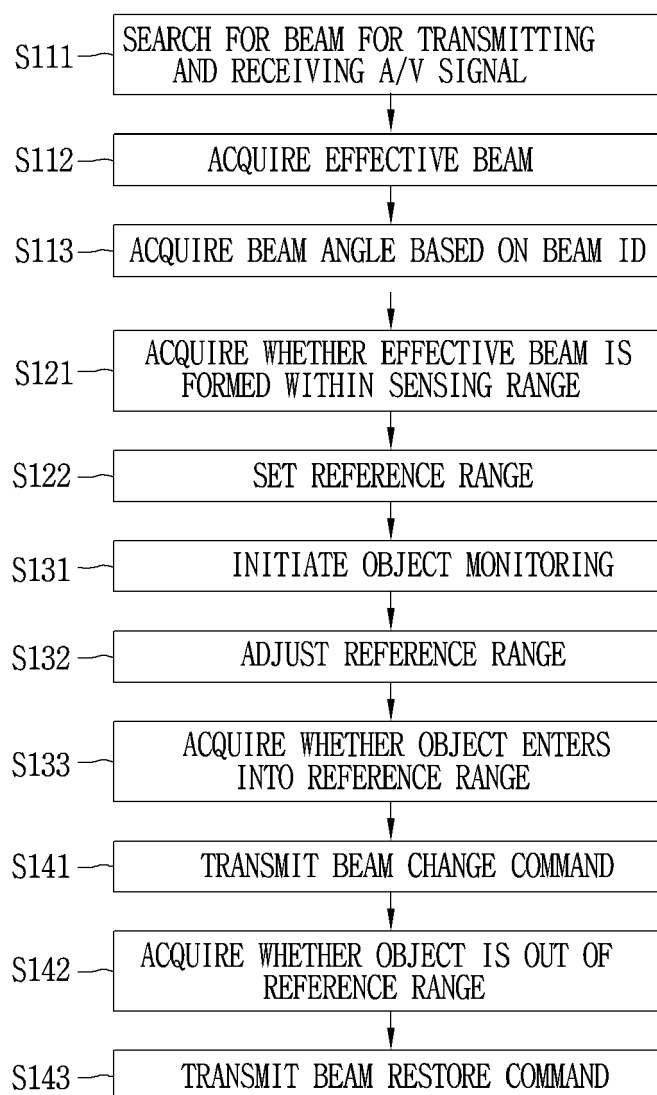 S111
SEARCH FOR BEAM FOR TRANSMITTING
AND RECEIVING A/V SIGNAL
S112
ACQUIRE EFFECTIVE BEAM
S113
ACQUIRE BEAM ANGLE BASED ON BEAM ID
S121
ACQUIRE WHETHER EFFECTIVE BEAM IS
FORMED WITHIN SENSING RANGE
S122
SET REFERENCE RANGE
S131
INITIATE OBJECT MONITORING
S132
ADJUST REFERENCE RANGE
S133
ACQUIRE WHETHER OBJECT ENTERS
INTO REFERENCE RANGE
S141
TRANSMIT BEAM CHANGE COMMAND
S142
ACQUIRE WHETHER OBJECT IS OUT OF
REFERENCE RANGE
S143
TRANSMIT BEAM RESTORE COMMAND